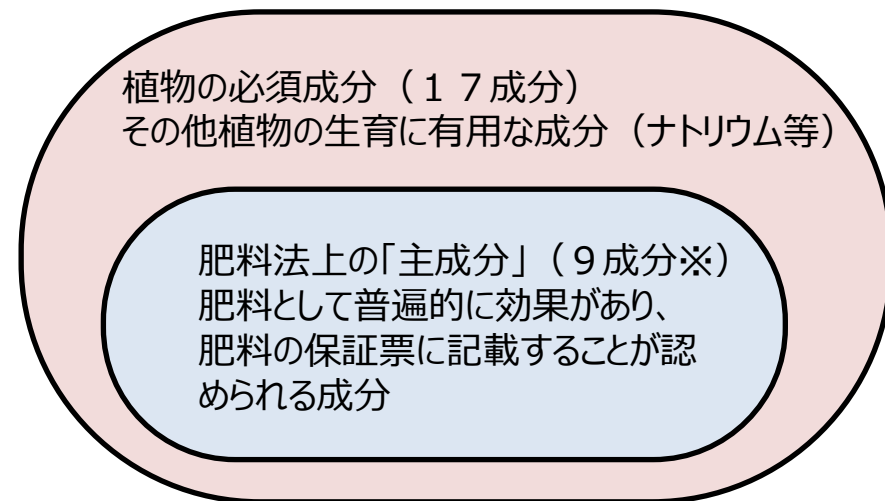 植物の必須成分（１７成分）
その他植物の生育に有用な成分（ナトリウム等）
肥料法上の「主成分」（９成分※）
肥料として普遍的に効果があり、
肥料の保証票に記載することが認
められる成分